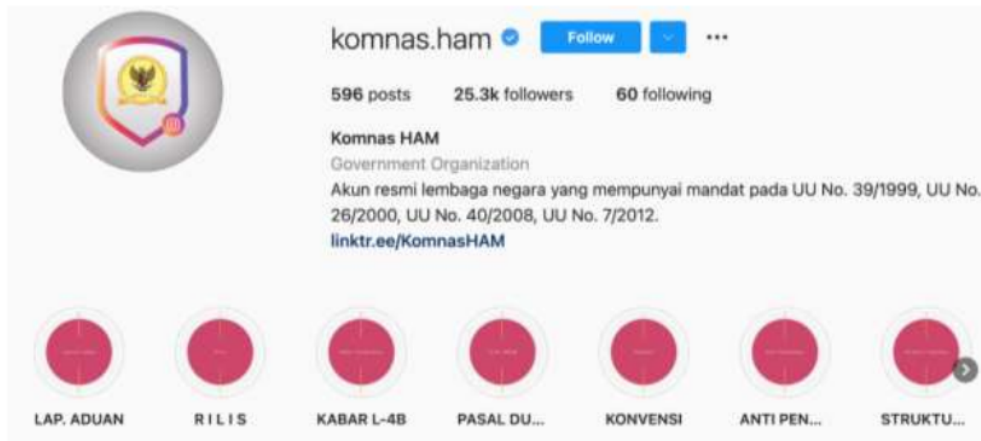 komnas.ham Follow
596 posts 25.3k followers 60 following
Komnas HAM
Government Organization
Akun resmi lembaga negara yang mempunyai mandat pada UU No. 39/1999, UU No.
26/2000, UU No. 40/2008, UU No. 7/2012.
linktr.ee/KomnasHAM
LAP. ADUAN R I L I S KABAR L-4B PASAL DU... KONVENSI ANTI PEN... STRUKTU...